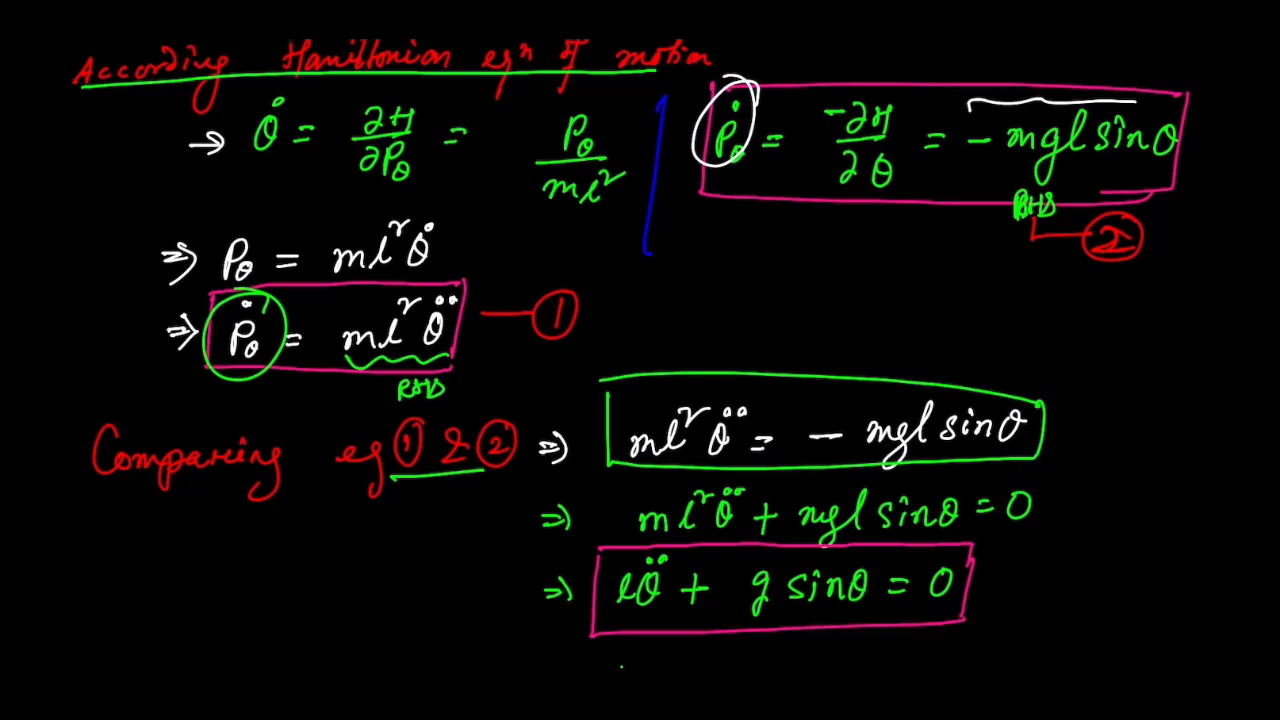 According Hamiltonian eqⁿ of motion
→ θ̇ = ∂H/∂Pθ = Pθ/ml²
Ṗθ = -∂H/∂θ = - mgl sinθ
RHS
2
⇒ Pθ = ml²θ̇
⇒ Ṗθ = ml²θ̈ — 1
RHS
Comparing eq 1 & 2 ⇒ ml²θ̈ = - mgl sinθ
⇒ ml²θ̈ + mgl sinθ = 0
⇒ lθ̈ + g sinθ = 0